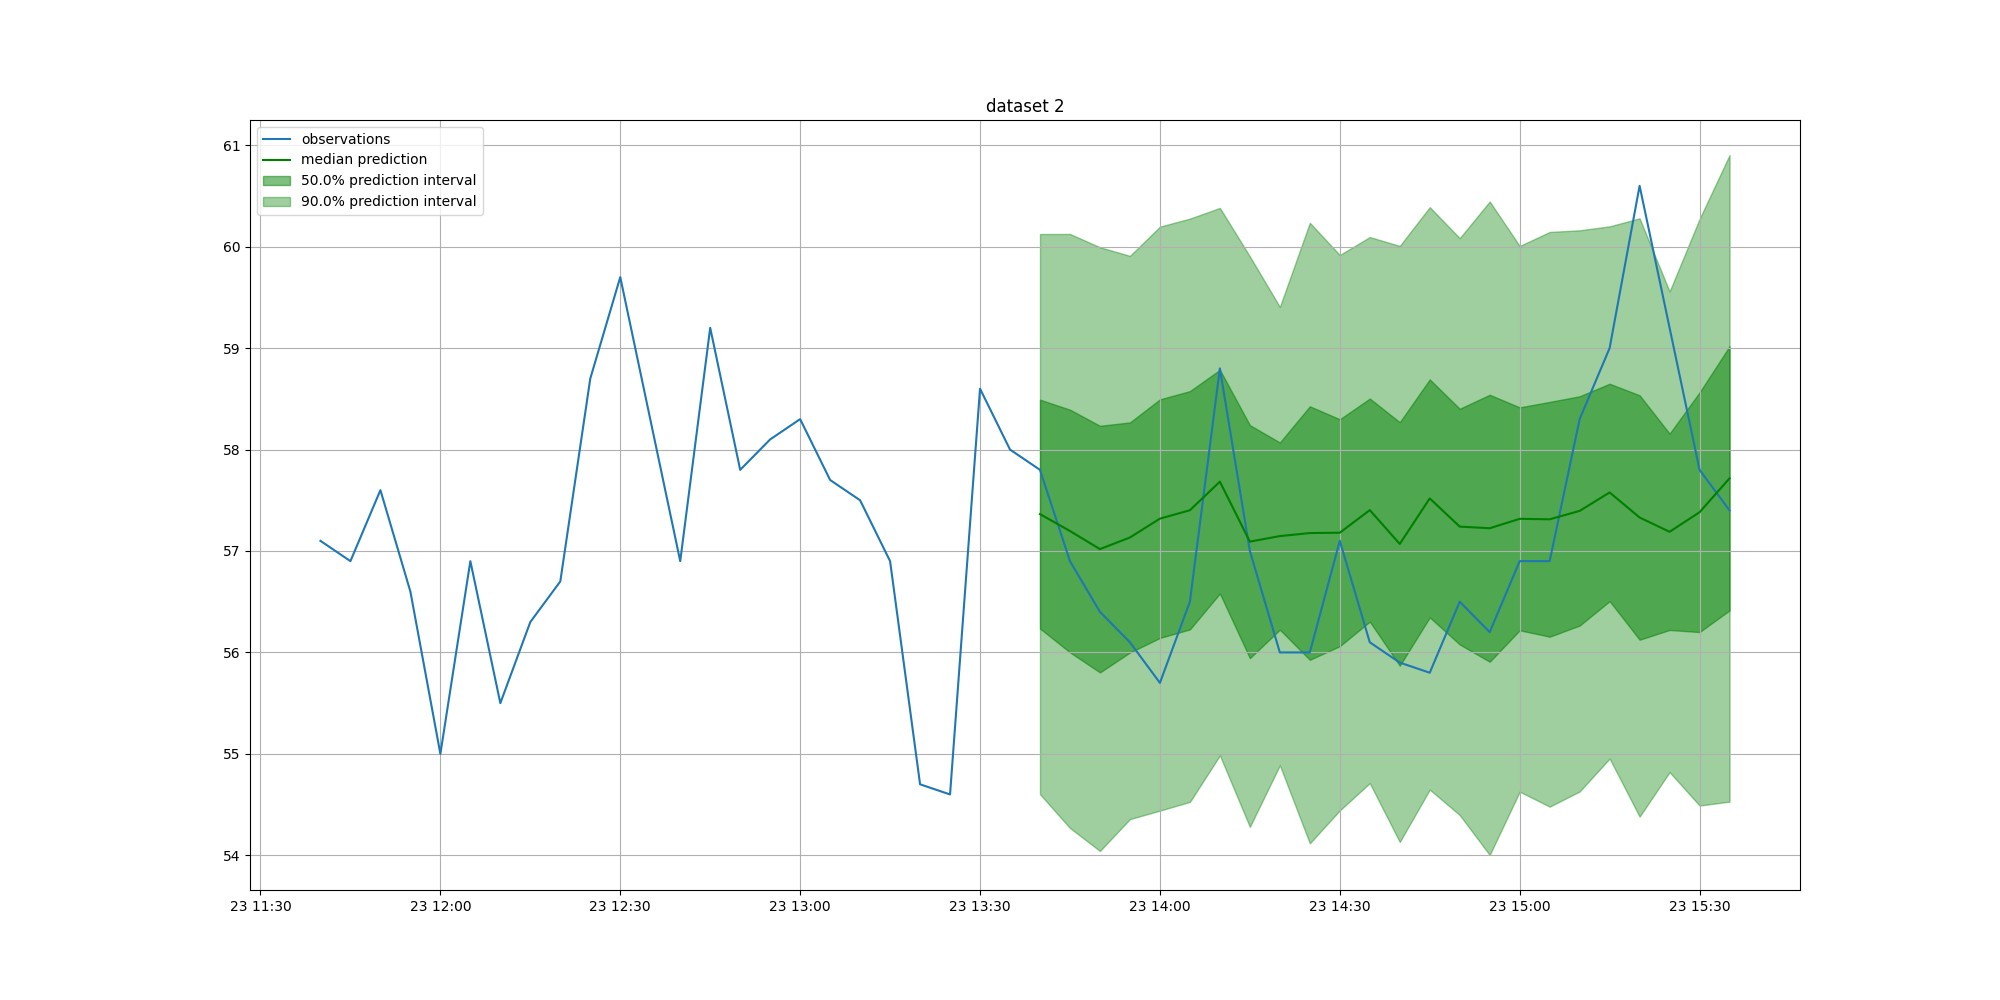 dataset 2
observations
median prediction
50.0% prediction interval
90.0% prediction interval
61
60
59
58
57
56
55
54
23 11:30 23 12:00 23 12:30 23 13:00 23 13:30 23 14:00 23 14:30 23 15:00 23 15:30